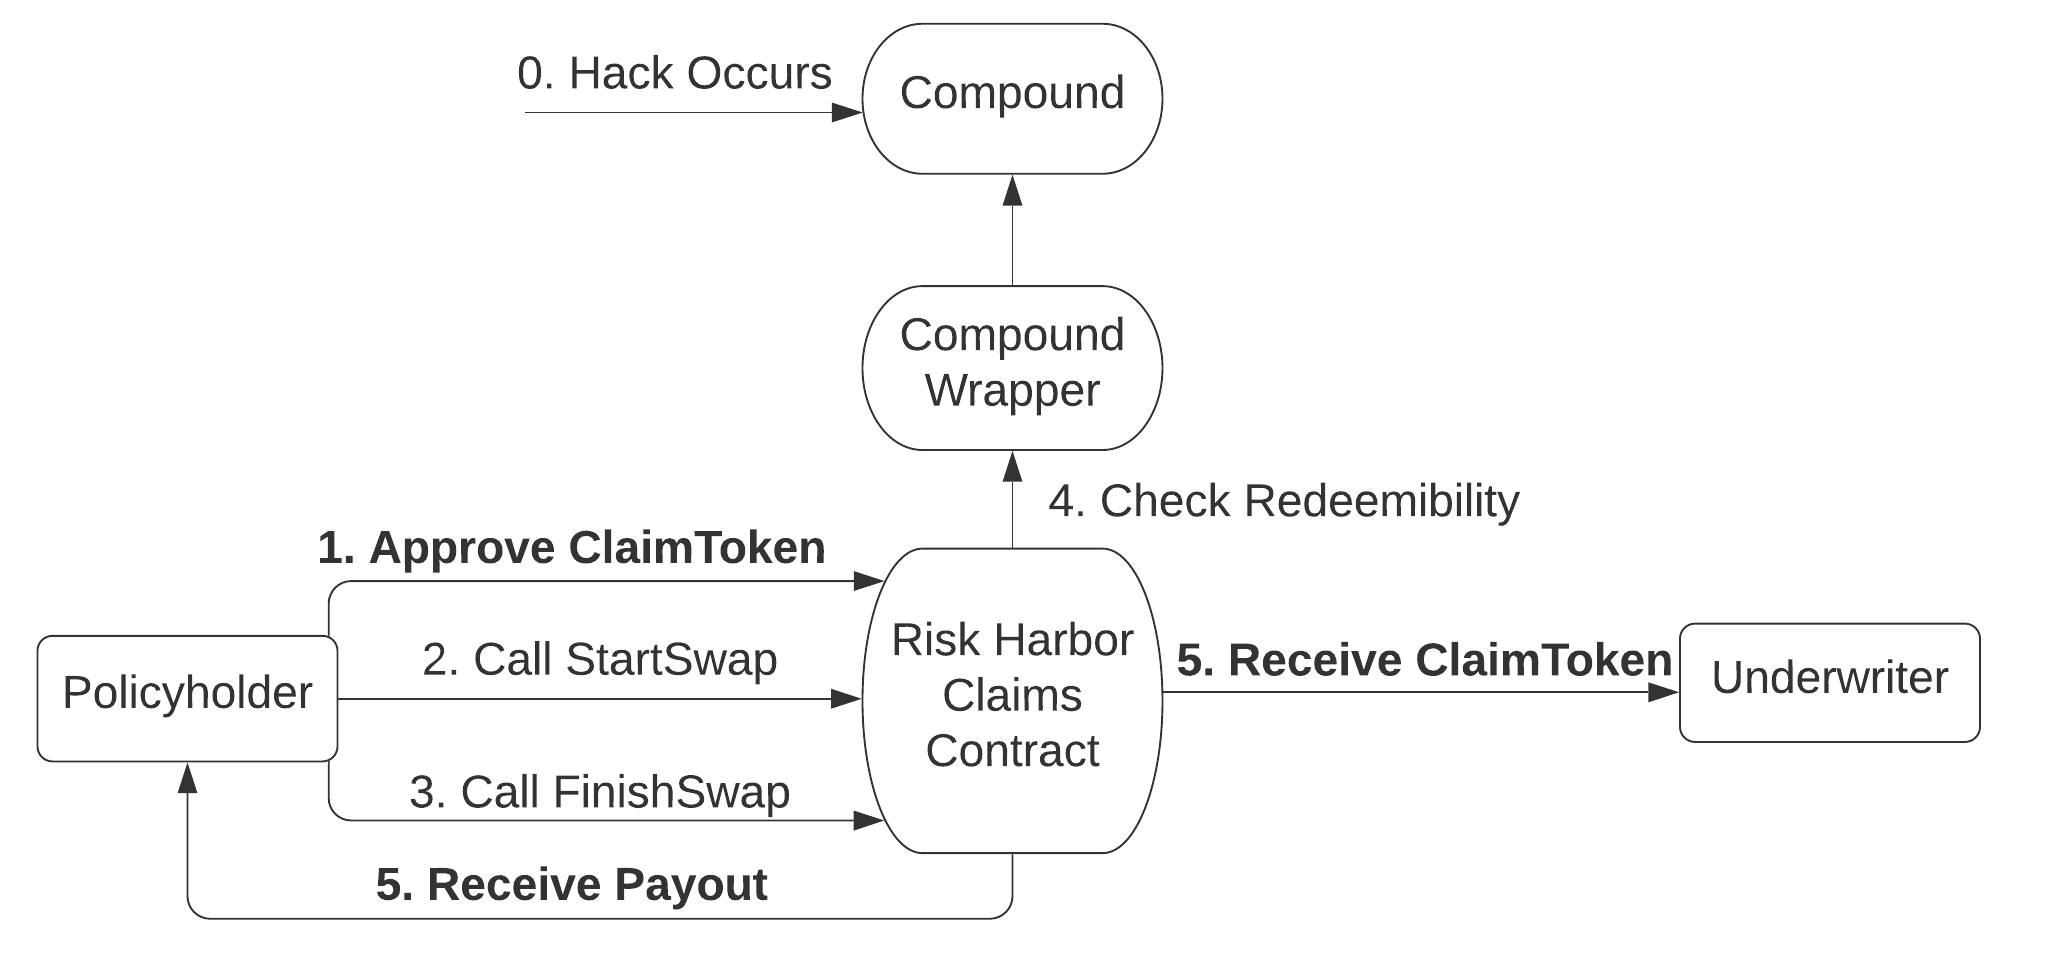 0. Hack Occurs
Compound
Compound
Wrapper
4. Check Redeemibility
1. Approve ClaimToken
Policyholder
2. Call StartSwap
Risk Harbor
Claims
Contract
5. Receive ClaimToken
Underwriter
3. Call FinishSwap
5. Receive Payout